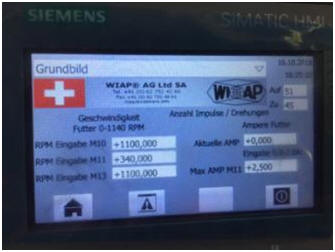 SIEMENS
SIMATIC HMI
Grundbild
WIAP® AG Ltd SA
WIAP
Auf 51
Zu 45
Geschwindigkeit
Futter 0-1140 RPM
Anzahl Impulse / Drehungen
Ampere Futter
RPM Eingabe M10 +1100,000
Aktuelle AMP +0,000
RPM Eingabe M11 +340,000
Eingabe
RPM Eingabe M13 +1100,000
Max AMP M11 +2,500